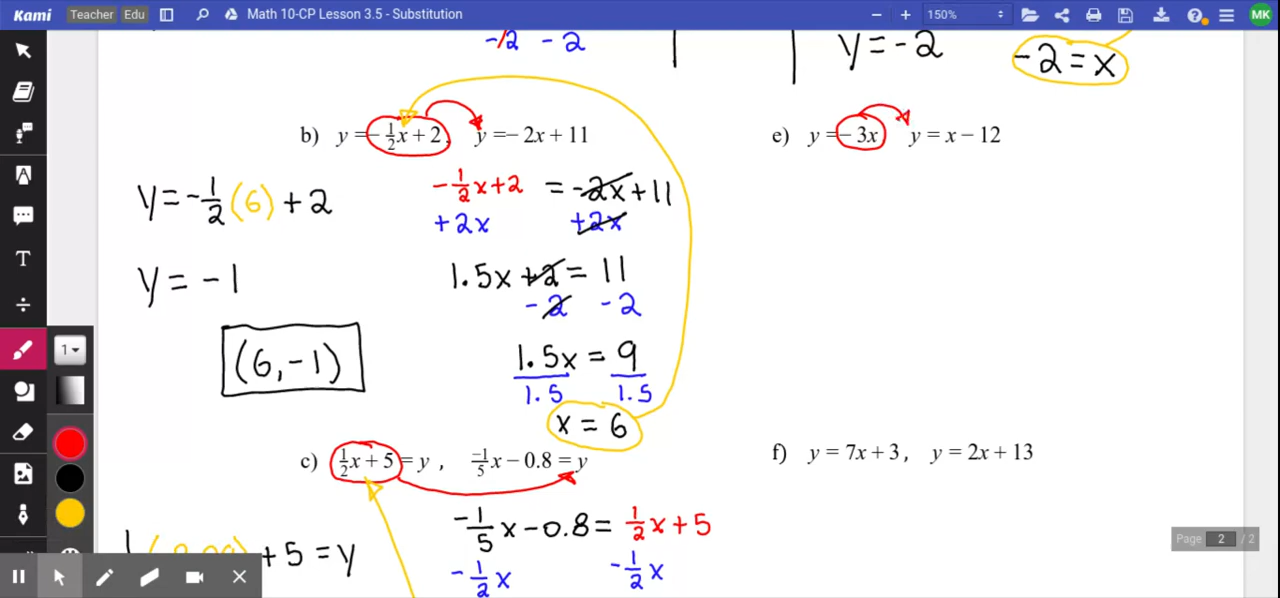 Kami Teacher Edu Math 10-CP Lesson 3.5 - Substitution 150% MK
-12 - 2
y = -2
-2 = x
b) y = -1/2x + 2, y = -2x + 11
y = -1/2 (6) + 2
-1/2x + 2 = -2x + 11
+2x +2x
y = -1
1.5x + 2 = 11
-2 -2
(6, -1)
1.5x = 9
1.5 1.5
x = 6
c) 1/2x + 5 = y, -1/5x - 0.8 = y
-1/5x - 0.8 = 1/2x + 5
+ 5 = y
-1/2x -1/2x
e) y = -3x y = x - 12
f) y = 7x + 3, y = 2x + 13
T
1
Page 2 / 2